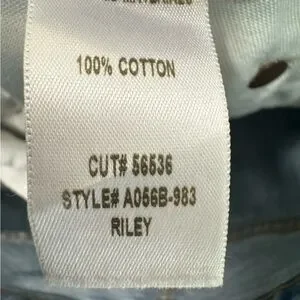 100% COTTON
CUT# 56536
STYLE# A056B-983
RILEY